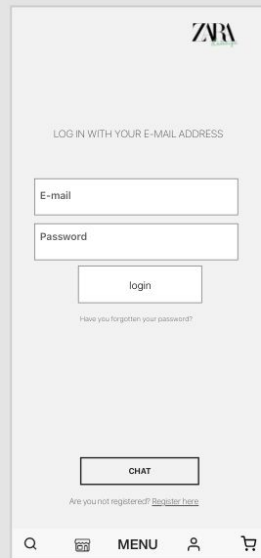 ZARA
LOG IN WITH YOUR E-MAIL ADDRESS
E-mail
Password
login
Have you forgotten your password?
CHAT
Are you not registered? Register here
MENU